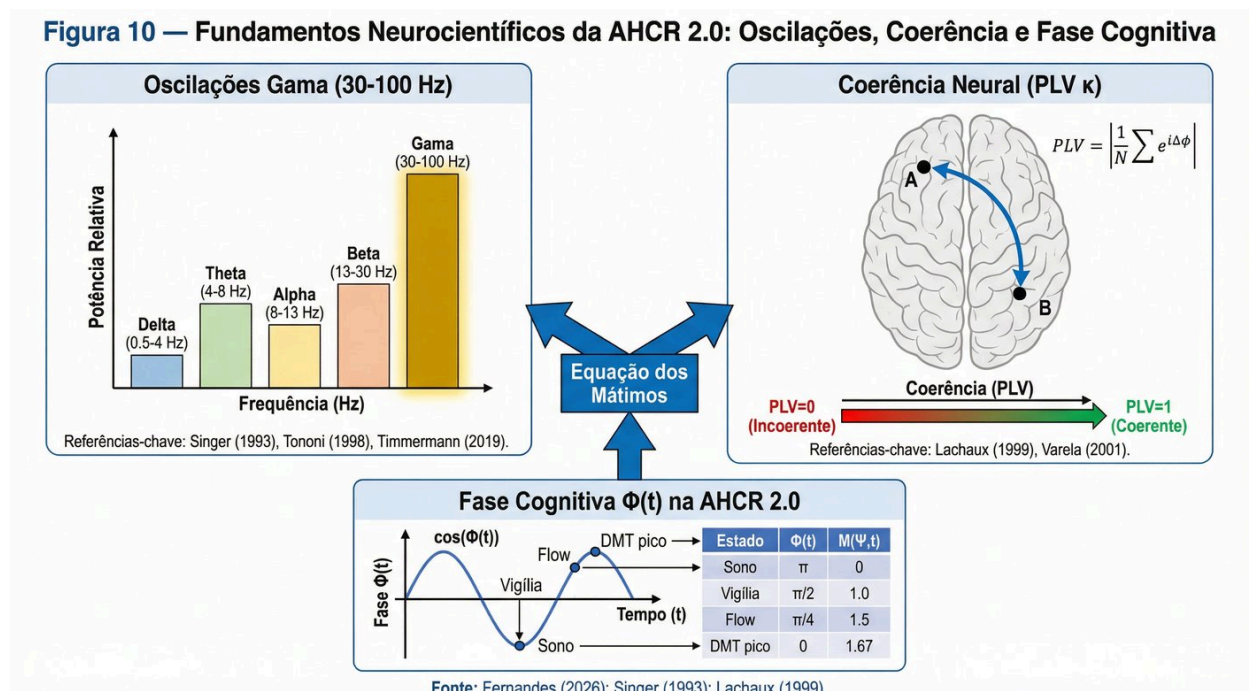 Figura 10 — Fundamentos Neurocientíficos da AHCR 2.0: Oscilações, Coerência e Fase Cognitiva
Oscilações Gama (30-100 Hz)
Potência Relativa
Delta
(0.5-4 Hz)
Theta
(4-8 Hz)
Alpha
(8-13 Hz)
Beta
(13-30 Hz)
Gama
(30-100 Hz)
Frequência (Hz)
Referências-chave: Singer (1993), Tononi (1998), Timmermann (2019).
Coerência Neural (PLV κ)
PLV = |1/N ∑ e^{iΔϕ}|
A
B
Coerência (PLV)
PLV=0
(Incoerente)
PLV=1
(Coerente)
Referências-chave: Lachaux (1999), Varela (2001).
Equação dos
Mátimos
Fase Cognitiva Φ(t) na AHCR 2.0
Fase Φ(t)
cos(Φ(t))
Vigília
Flow
DMT pico
Sono
Tempo (t)
Estado Φ(t) M(Ψ,t)
Sono π 0
Vigília π/2 1.0
Flow π/4 1.5
DMT pico 0 1.67
Fonte: Fernandes (2026); Singer (1993); Lachaux (1999)